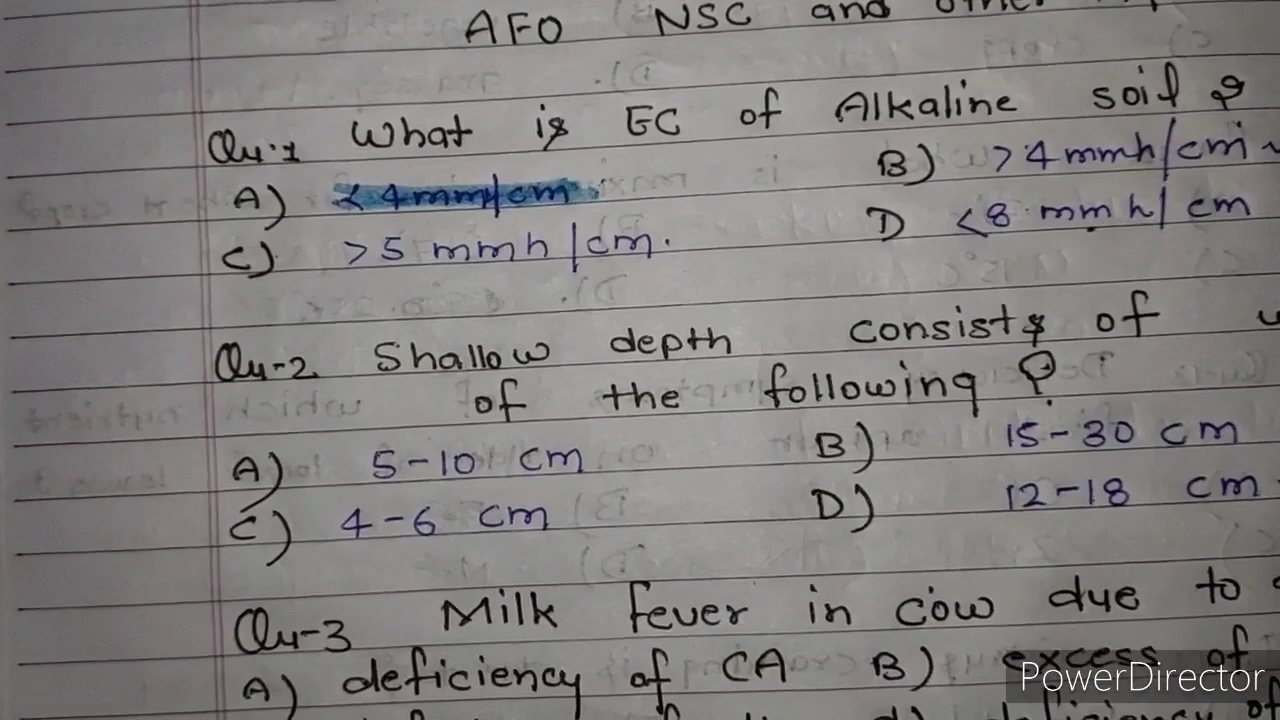 AFO NSC and other
Qu.1 What is EC of Alkaline soil ?
A) < 4 mm/cm. B) > 4 mmh/cm
C) > 5 mmh/cm. D < 8 mmh/cm
Qu-2 Shallow depth consists of
of the following ?
A) 5-10 cm B) 15-30 cm
C) 4-6 cm D) 12-18 cm
Qu-3 Milk fever in cow due to
A) deficiency of CA B) excess of
PowerDirector